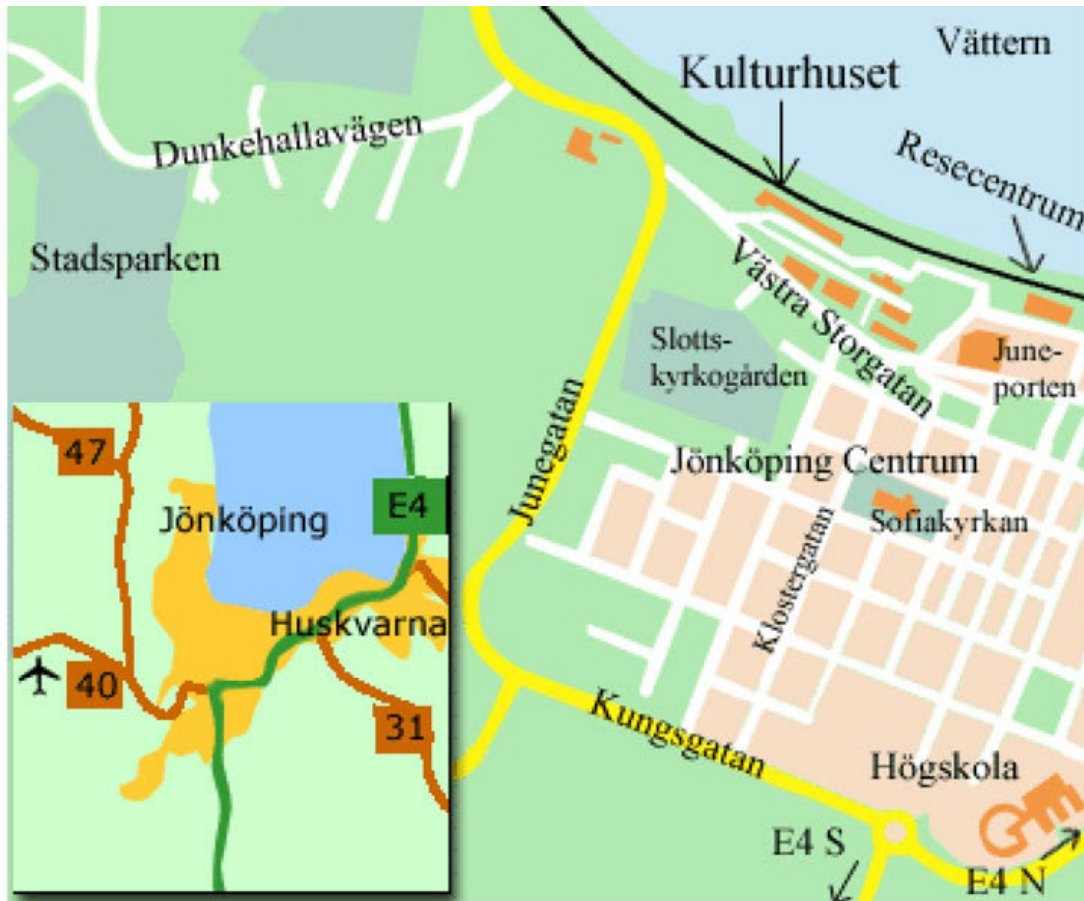 Vättern
Kulturhuset
Resecentrum
Dunkehallavägen
Stadsparken
Västra Storgatan
Slotts-
kyrkogården
June-
porten
Junegatan
Jönköping Centrum
Sofiakyrkan
Klostergatan
Kungsgatan
Högskola
E4 S
E4 N
47
Jönköping
E4
Huskvarna
40
31